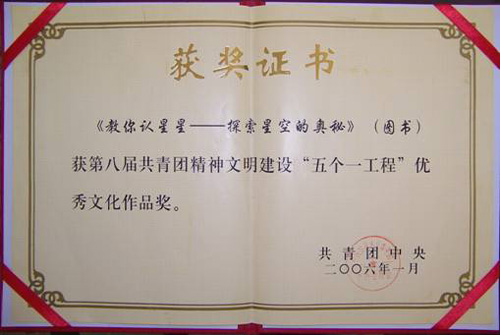 获奖证书
《教你认星星——探索星空的奥秘》（图书）
获第八届共青团精神文明建设“五个一工程”优
秀文化作品奖。
共青团中央
二〇〇六年一月